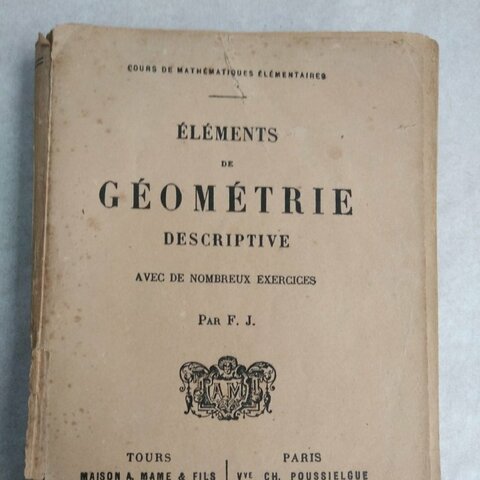 COURS DE MATHÉMATIQUES ÉLÉMENTAIRES
ÉLÉMENTS
DE
GÉOMÉTRIE
DESCRIPTIVE
AVEC DE NOMBREUX EXERCICES
PAR F. J.
AM
TOURS
MAISON A. MAME & FILS
PARIS
VVE CH. POUSSIELGUE